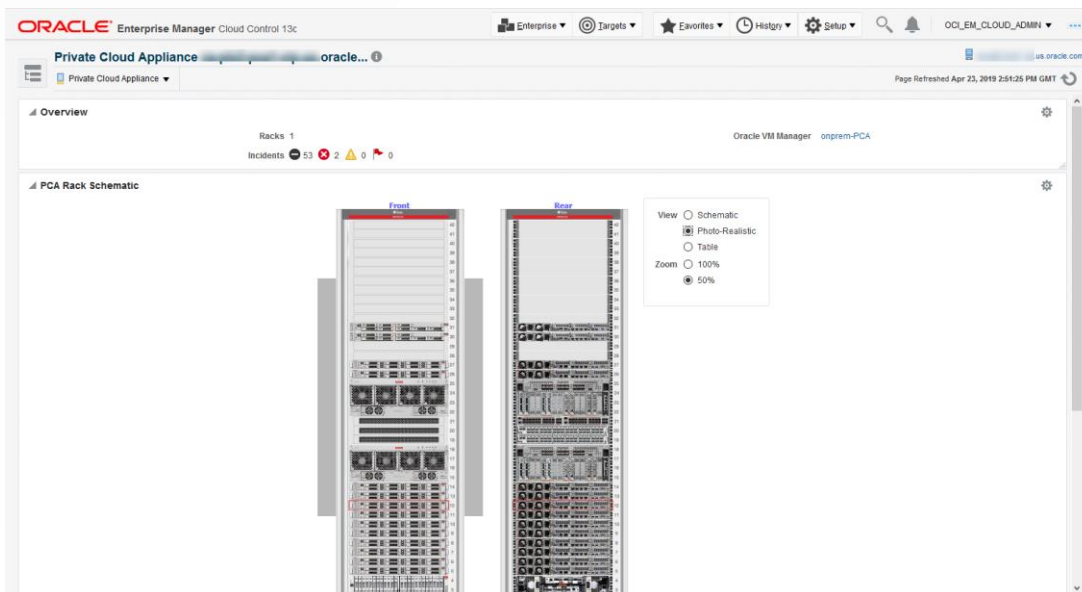 ORACLE Enterprise Manager Cloud Control 13c
Enterprise Targets Favorites History Setup OCI_EM_CLOUD_ADMIN
Private Cloud Appliance oracle...
us.oracle.com
Private Cloud Appliance
Page Refreshed Apr 23, 2019 2:51:25 PM GMT
Overview
Racks 1
Oracle VM Manager onprem-PCA
Incidents 53 2 0 0
PCA Rack Schematic
Front Rear
View Schematic
Photo-Realistic
Table
Zoom 100%
50%